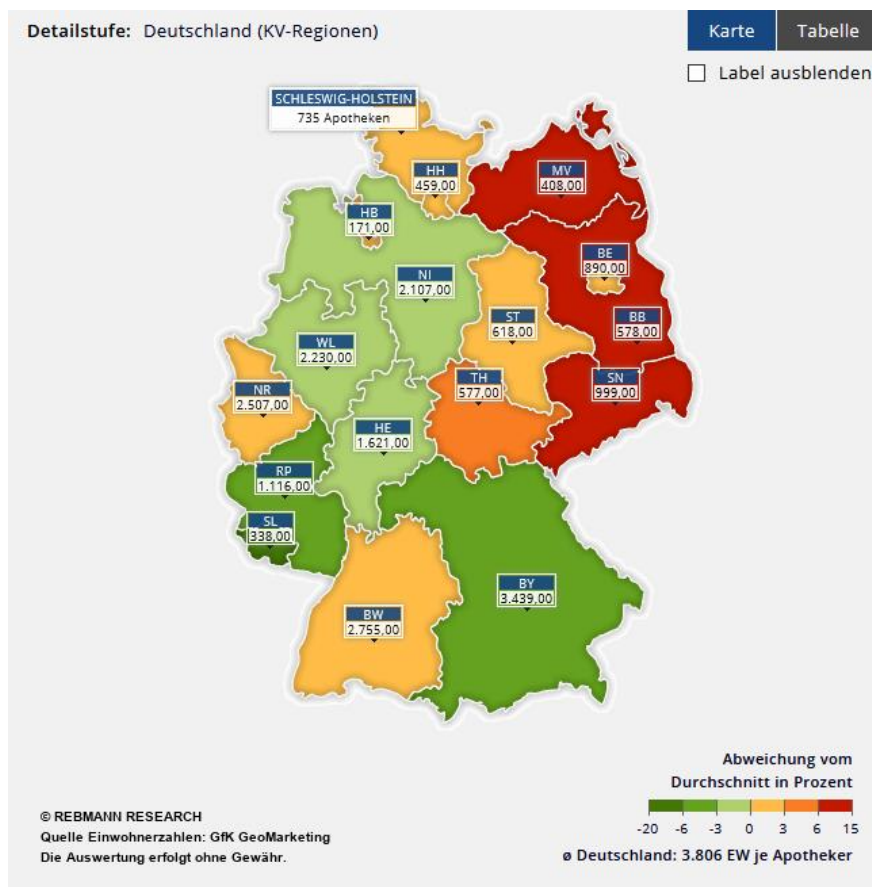 Detailstufe: Deutschland (KV-Regionen)
Karte
Tabelle
Label ausblenden
SCHLESWIG-HOLSTEIN
735 Apotheken
HH
459,00
MV
408,00
HB
171,00
BE
890,00
NI
2.107,00
ST
618,00
BB
578,00
WL
2.230,00
NR
2.507,00
TH
577,00
SN
999,00
HE
1.621,00
RP
1.116,00
SL
338,00
BY
3.439,00
BW
2.755,00
Abweichung vom
Durchschnitt in Prozent
-20 -6 -3 0 3 6 15
ø Deutschland: 3.806 EW je Apotheker
© REBMANN RESEARCH
Quelle Einwohnerzahlen: GfK GeoMarketing
Die Auswertung erfolgt ohne Gewähr.